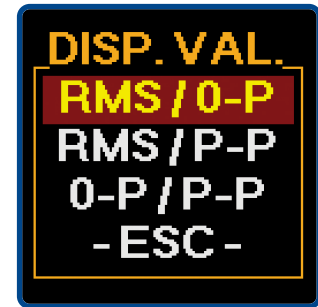 DISP. VAL.
RMS / 0-P
RMS / P-P
0-P / P-P
- ESC -